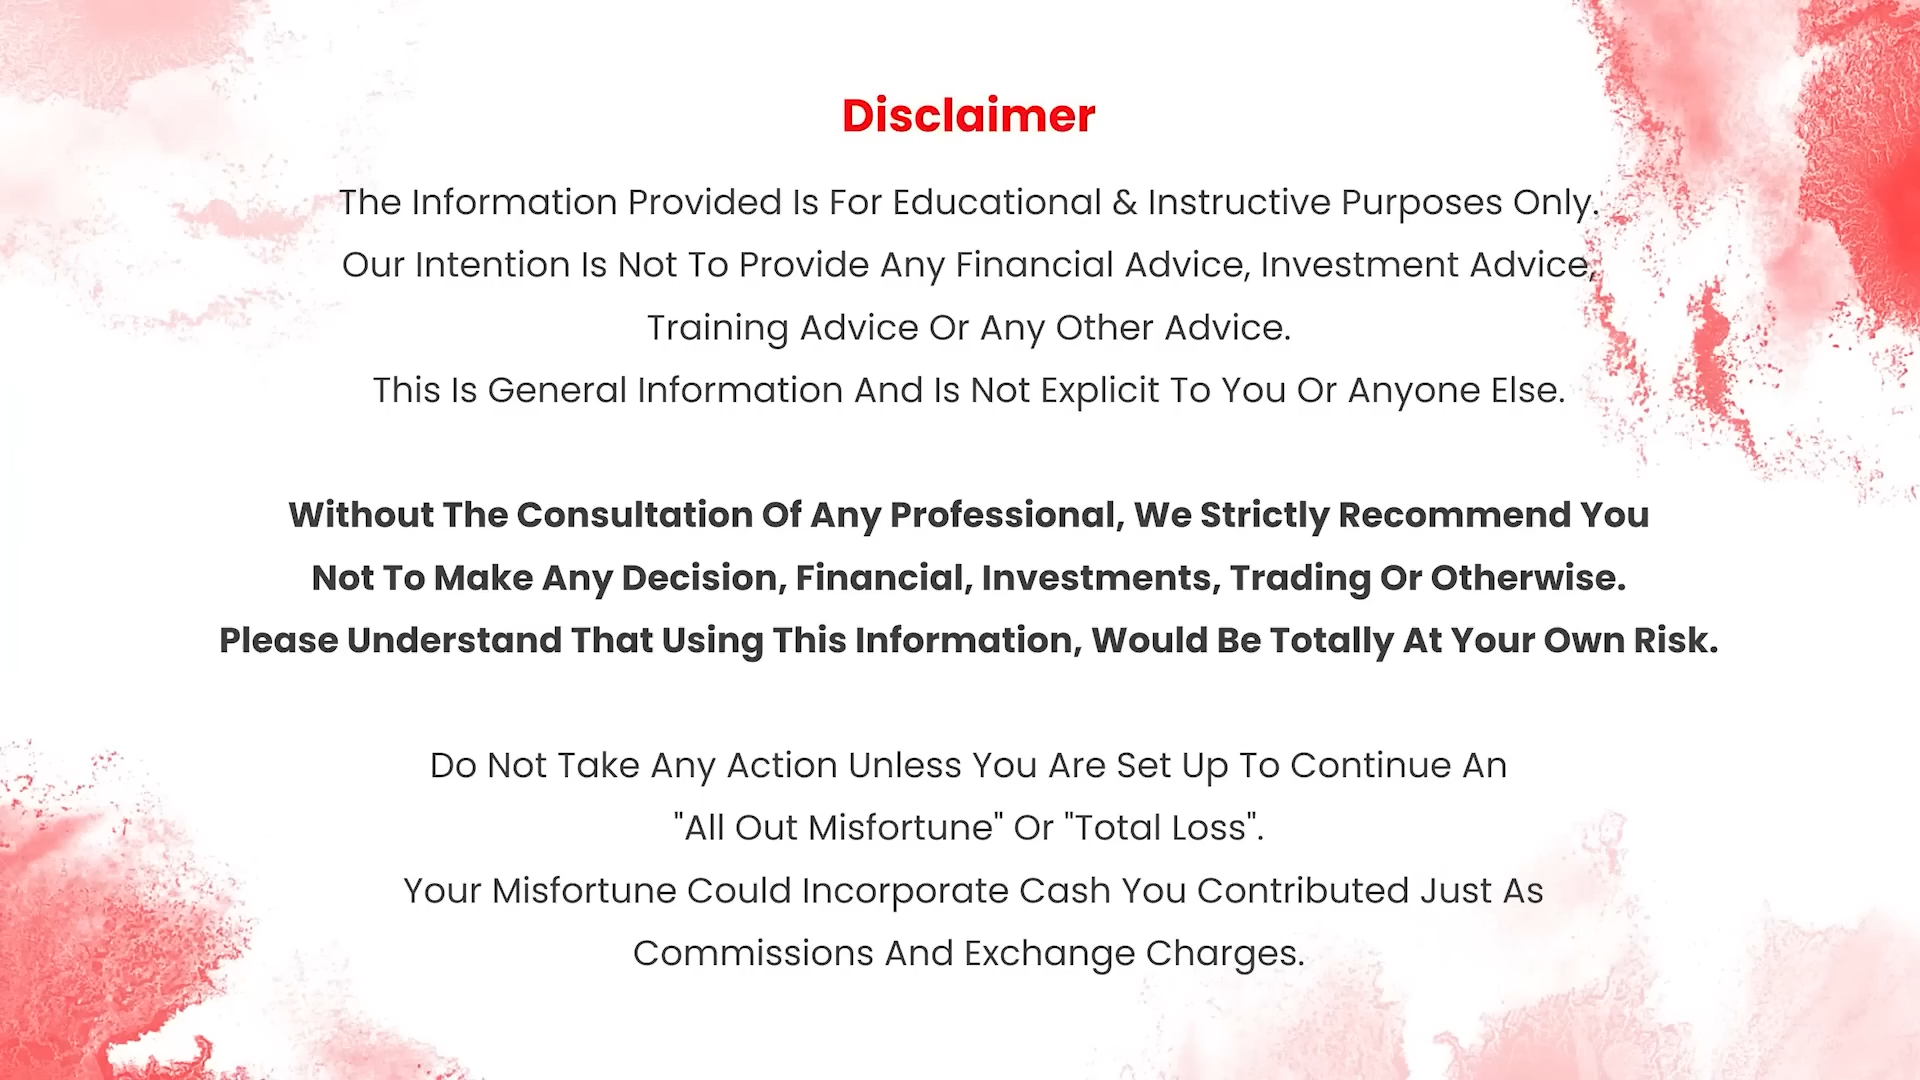 Disclaimer
The Information Provided Is For Educational & Instructive Purposes Only.
Our Intention Is Not To Provide Any Financial Advice, Investment Advice,
Training Advice Or Any Other Advice.
This Is General Information And Is Not Explicit To You Or Anyone Else.
Without The Consultation Of Any Professional, We Strictly Recommend You
Not To Make Any Decision, Financial, Investments, Trading Or Otherwise.
Please Understand That Using This Information, Would Be Totally At Your Own Risk.
Do Not Take Any Action Unless You Are Set Up To Continue An
"All Out Misfortune" Or "Total Loss".
Your Misfortune Could Incorporate Cash You Contributed Just As
Commissions And Exchange Charges.